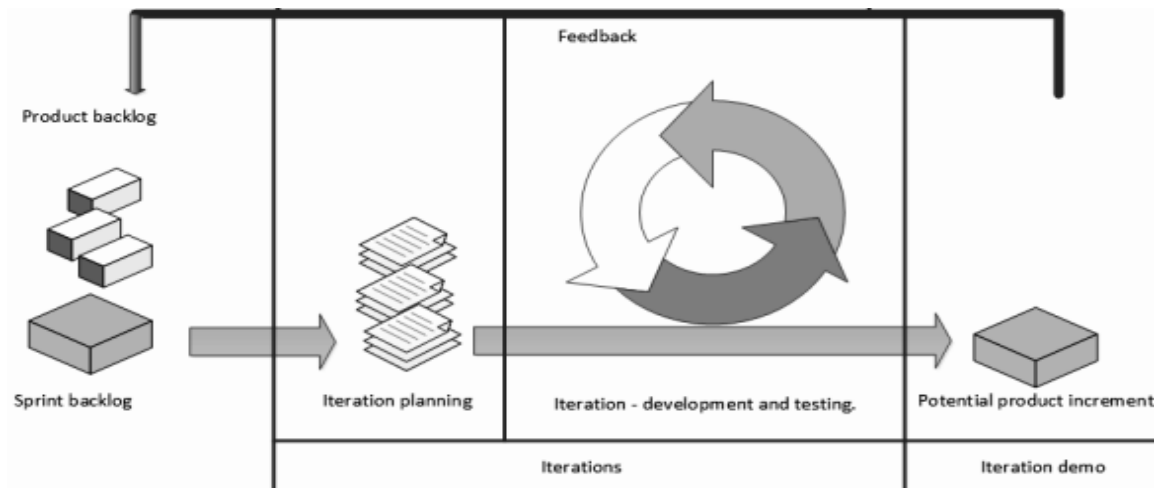 Feedback
Product backlog
Sprint backlog
Iteration planning
Iteration - development and testing.
Potential product increment
Iterations
Iteration demo